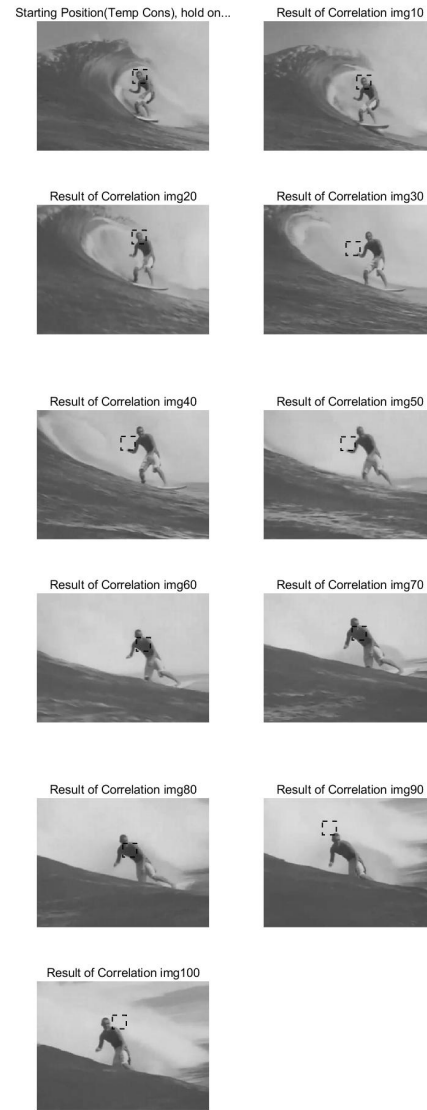 Starting Position(Temp Cons), hold on...
Result of Correlation img10
Result of Correlation img20
Result of Correlation img30
Result of Correlation img40
Result of Correlation img50
Result of Correlation img60
Result of Correlation img70
Result of Correlation img80
Result of Correlation img90
Result of Correlation img100